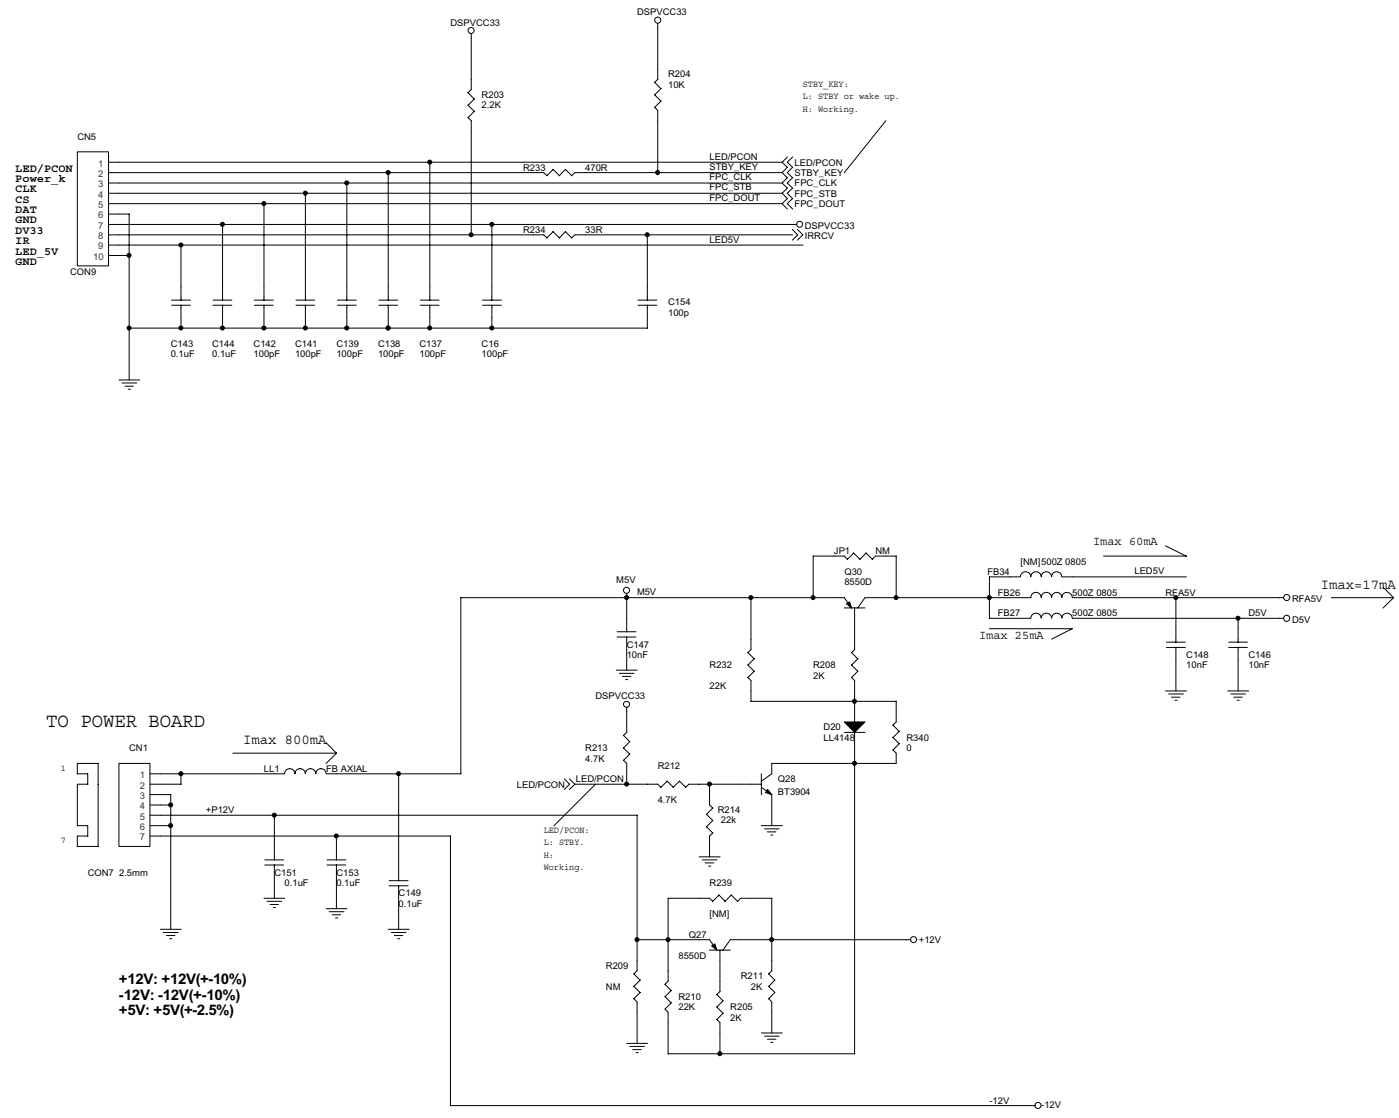 DSPVCC33
DSPVCC33
R204
10K
R203
2.2K
STBY_KEY:
L: STBY or wake up.
H: Working.
CN5
LED/PCON
Power_k
CLK
CS
DAT
GND
DV33
IR
LED_5V
GND
1
2
3
4
5
6
7
8
9
10
CON9
R233 470R
LED/PCON
STBY_KEY
FPC_CLK
FPC_STB
FPC_DOUT
LED/PCON
STBY_KEY
FPC_CLK
FPC_STB
FPC_DOUT
DSPVCC33
IRRCV
R234 33R
LED5V
C154
100p
C143
0.1uF
C144
0.1uF
C142
100pF
C141
100pF
C139
100pF
C138
100pF
C137
100pF
C16
100pF
JP1 NM
Q30
8550D
Imax 60mA
[NM]500Z 0805
FB34
LED5V
FB26 500Z 0805
RFA5V
RFA5V
Imax=17mA
FB27 500Z 0805
D5V
D5V
Imax 25mA
M5V
M5V
C147
10nF
R232
22K
R208
2K
C148
10nF
C146
10nF
DSPVCC33
D20
LL4148
R340
0
TO POWER BOARD
CN1
Imax 800mA
R213
4.7K
1
7
1
2
3
4
5
6
7
LL1 FB AXIAL
LED/PCON
LED/PCON
R212
4.7K
Q28
BT3904
R214
22k
+P12V
LED/PCON:
L: STBY.
H:
Working.
CON7 2.5mm
C151
0.1uF
C153
0.1uF
C149
0.1uF
R239
[NM]
Q27
8550D
+12V
R209
NM
R210
22K
R205
2K
R211
2K
+12V: +12V(+-10%)
-12V: -12V(+-10%)
+5V: +5V(+-2.5%)
-12V
-12V